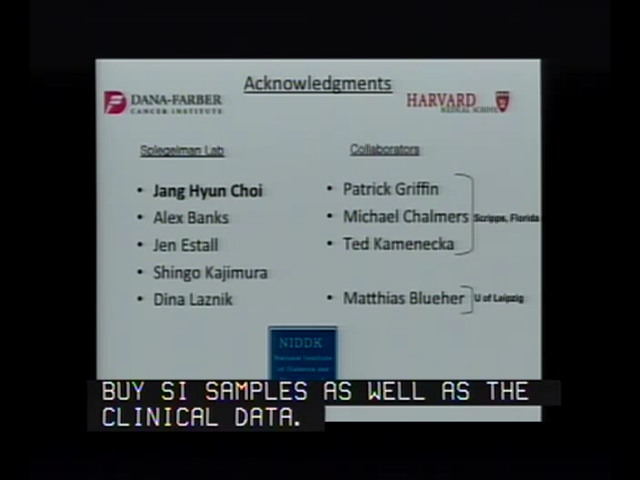 Acknowledgments
DANA-FARBER
CANCER INSTITUTE
HARVARD
MEDICAL SCHOOL
Spiegelman Lab
Collaborators
• Jang Hyun Choi
• Alex Banks
• Jen Estall
• Shingo Kajimura
• Dina Laznik
• Patrick Griffin
• Michael Chalmers
• Ted Kamenecka
Scripps, Florida
• Matthias Blueher
U of Leipzig
NIDDK
National Institute
of Diabetes and
BUY SI SAMPLES AS WELL AS THE
CLINICAL DATA.